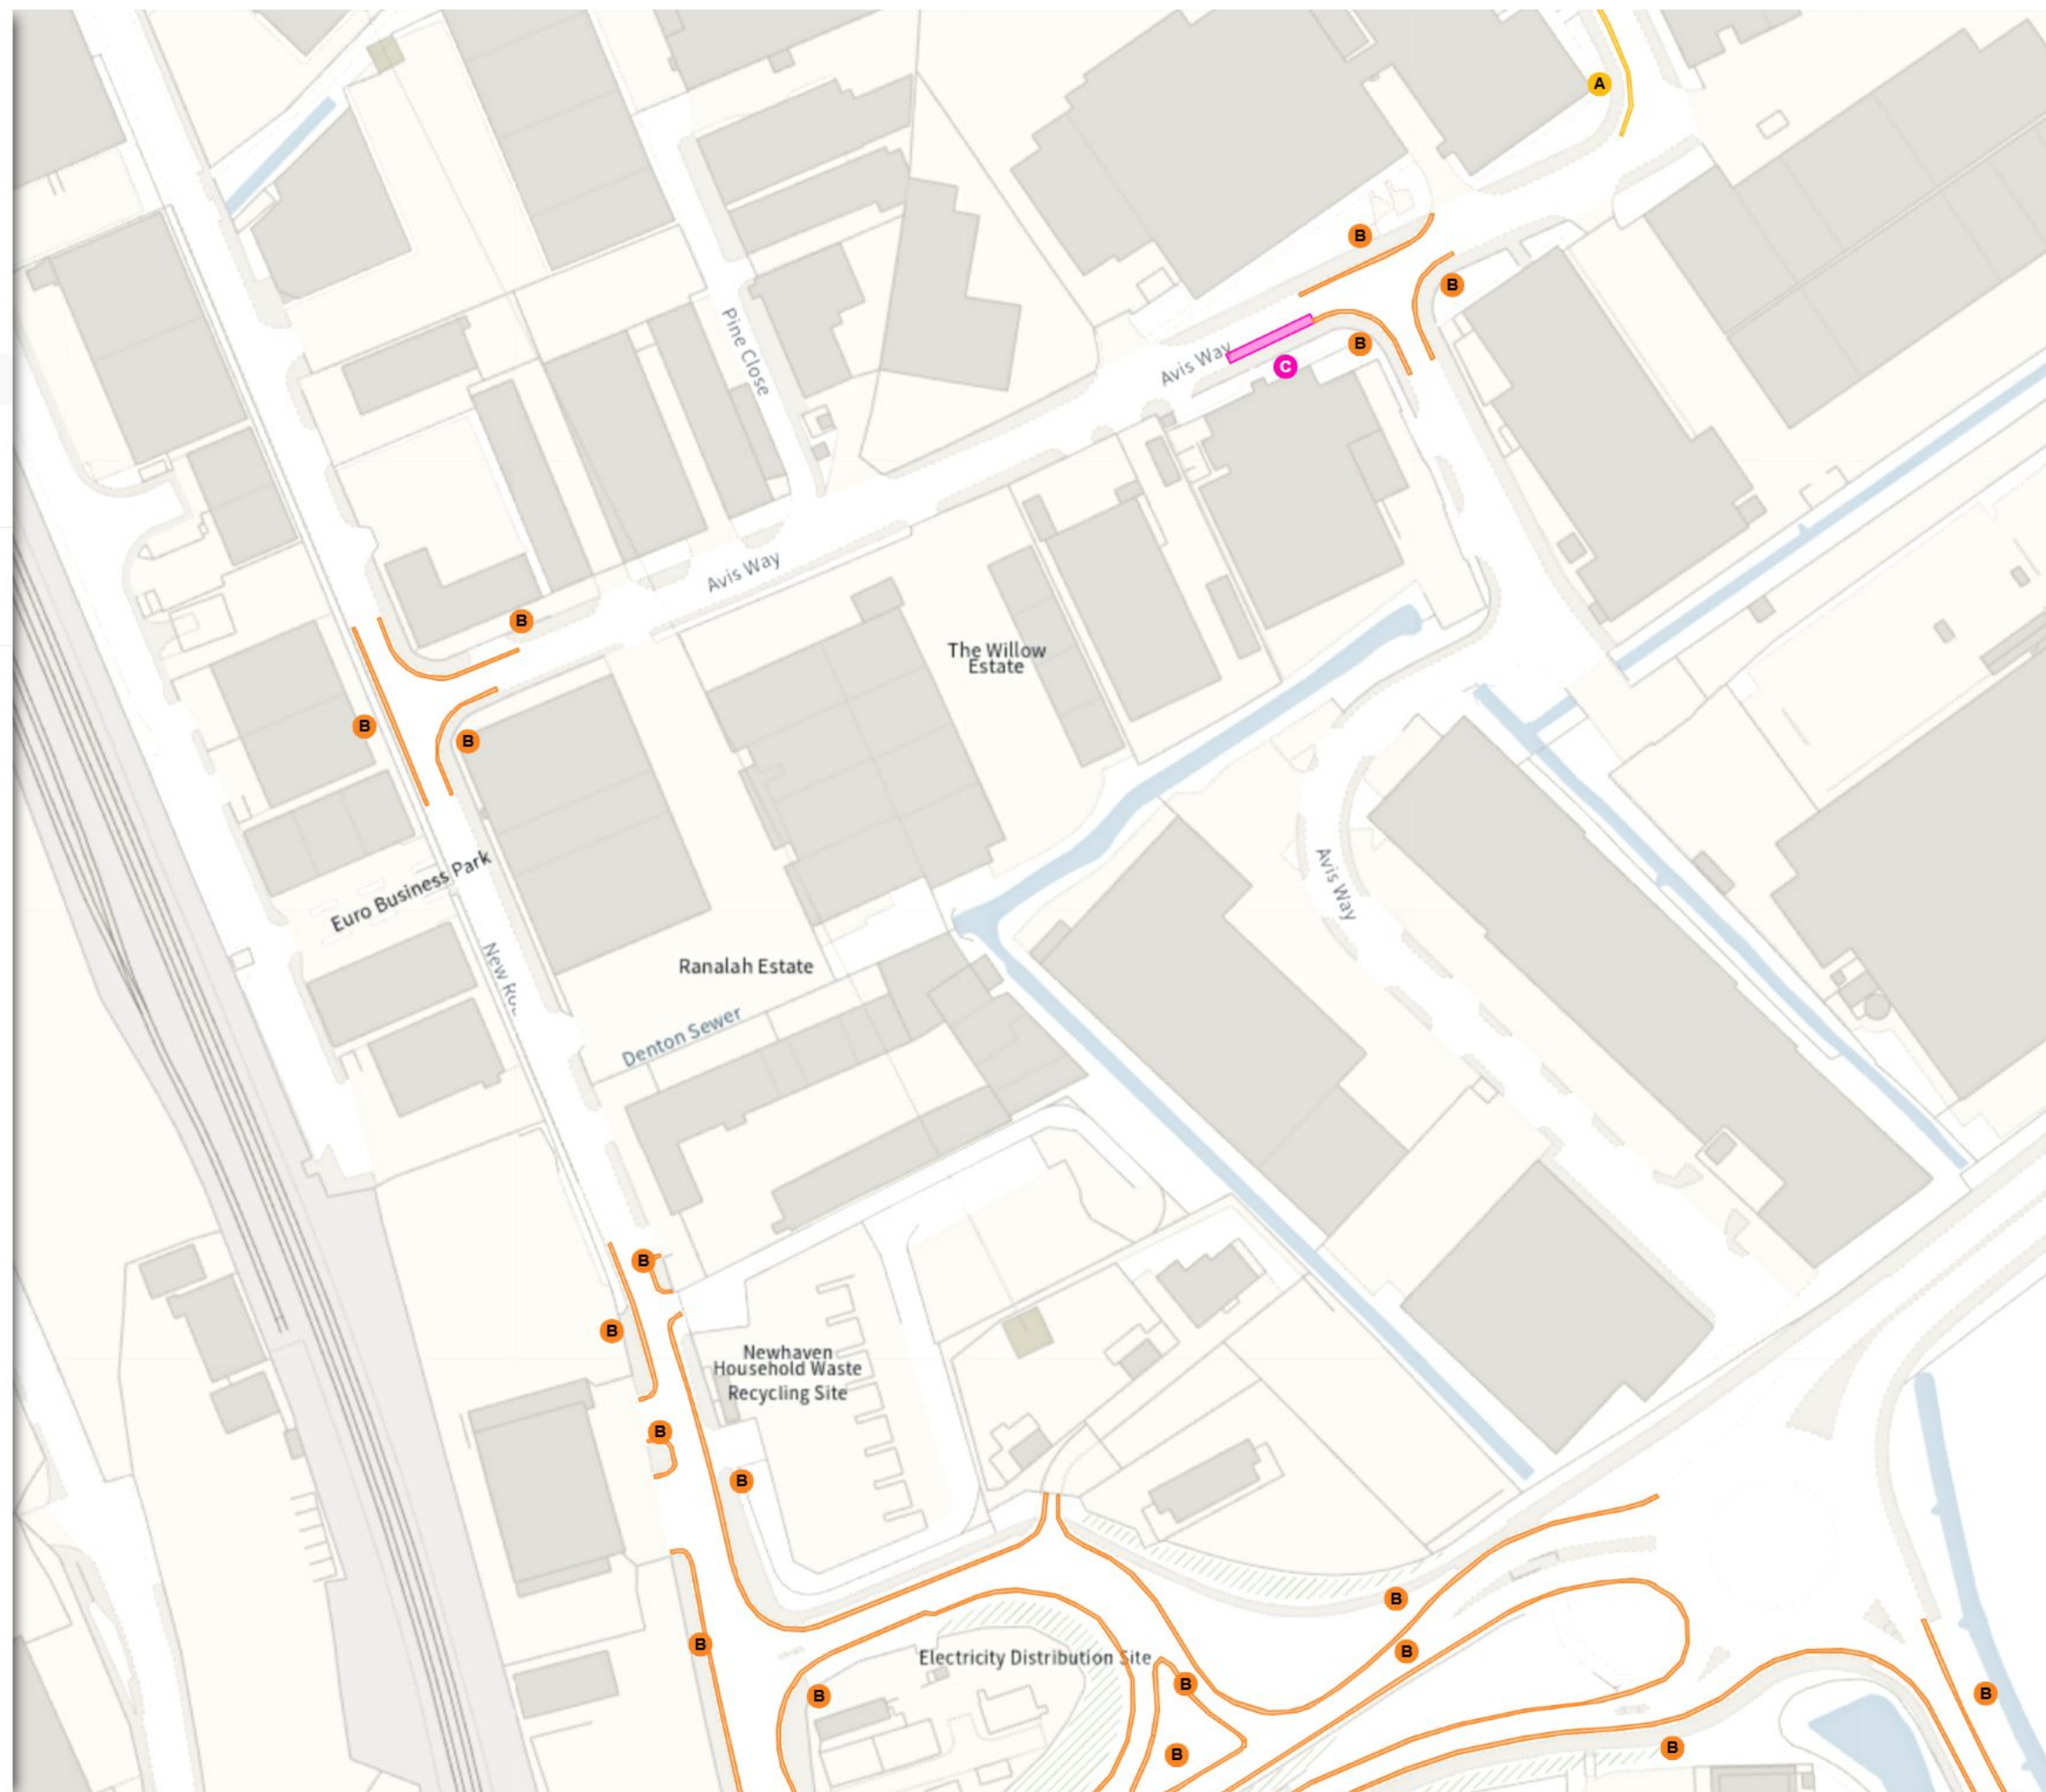 A
B
B
Pine Close
Avis Way
B
C
Avis Way
B
The Willow
Estate
B
B
Avis Way
Euro Business Park
New Roa
Ranalah Estate
Denton Sewer
B
B
Newhaven
Household Waste
Recycling Site
B
B
B
B
Electricity Distribution Site
B
B
B
B
B
B
B